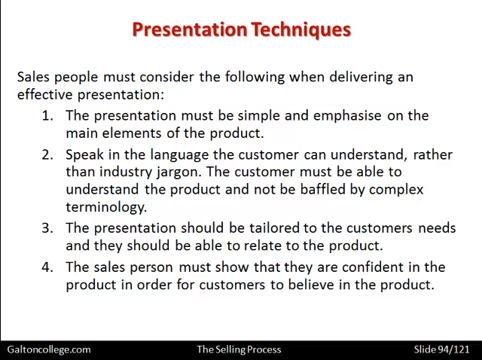 Presentation Techniques
Sales people must consider the following when delivering an
effective presentation:
1. The presentation must be simple and emphasise on the
main elements of the product.
2. Speak in the language the customer can understand, rather
than industry jargon. The customer must be able to
understand the product and not be baffled by complex
terminology.
3. The presentation should be tailored to the customers needs
and they should be able to relate to the product.
4. The sales person must show that they are confident in the
product in order for customers to believe in the product.
Galtoncollege.com The Selling Process Slide 94/121